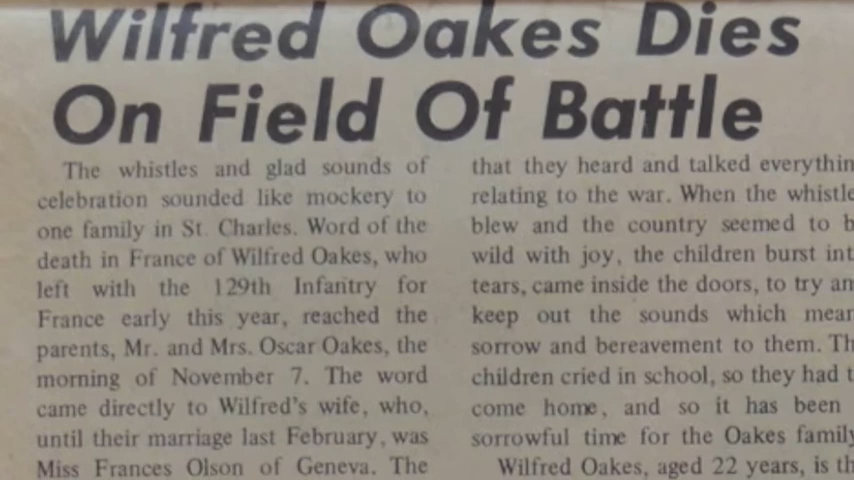 Wilfred Oakes Dies
On Field Of Battle
The whistles and glad sounds of
celebration sounded like mockery to
one family in St. Charles. Word of the
death in France of Wilfred Oakes, who
left with the 129th Infantry for
France early this year, reached the
parents, Mr. and Mrs. Oscar Oakes, the
morning of November 7. The word
came directly to Wilfred's wife, who,
until their marriage last February, was
Miss Frances Olson of Geneva. The
that they heard and talked everythin
relating to the war. When the whistle
blew and the country seemed to b
wild with joy, the children burst int
tears, came inside the doors, to try an
keep out the sounds which mean
sorrow and bereavement to them. Th
children cried in school, so they had t
come home, and so it has been
sorrowful time for the Oakes family
Wilfred Oakes, aged 22 years, is th